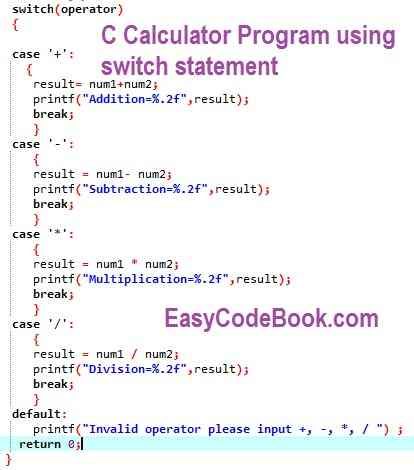 switch(operator)
{
C Calculator Program using
switch statement
case '+':
{
result= num1+num2;
printf("Addition=%.2f",result);
break;
}
case '-':
{
result = num1- num2;
printf("Subtraction=%.2f",result);
break;
}
case '*':
{
result = num1 * num2;
printf("Multiplication=%.2f",result);
break;
}
EasyCodeBook.com
case '/':
{
result = num1 / num2;
printf("Division=%.2f",result);
break;
}
default:
printf("Invalid operator please input +, -, *, / ") ;
return 0;
}